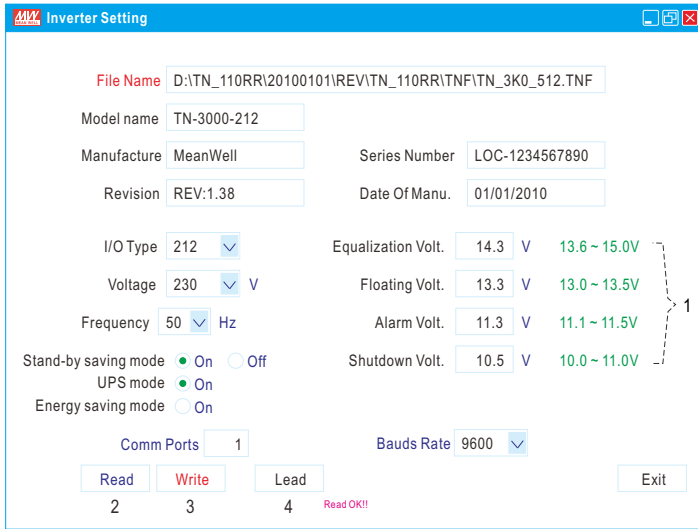 MW MEAN WELL Inverter Setting
File Name D:\TN_110RR\20100101\REV\TN_110RR\TNF\TN_3K0_512.TNF
Model name TN-3000-212
Manufacture MeanWell Series Number LOC-1234567890
Revision REV:1.38 Date Of Manu. 01/01/2010
I/O Type 212 Equalization Volt. 14.3 V 13.6 ~ 15.0V
Voltage 230 V Floating Volt. 13.3 V 13.0 ~ 13.5V
1
Frequency 50 Hz Alarm Volt. 11.3 V 11.1 ~ 11.5V
Stand-by saving mode On Off Shutdown Volt. 10.5 V 10.0 ~ 11.0V
UPS mode On
Energy saving mode On
Comm Ports 1 Bauds Rate 9600
Read Write Lead Exit
2 3 4 Read OK!!